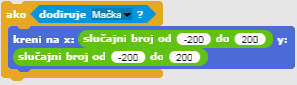 ako dodiruje Mačka ?
kreni na x: slučajni broj od -200 do 200 y:
slučajni broj od -200 do 200